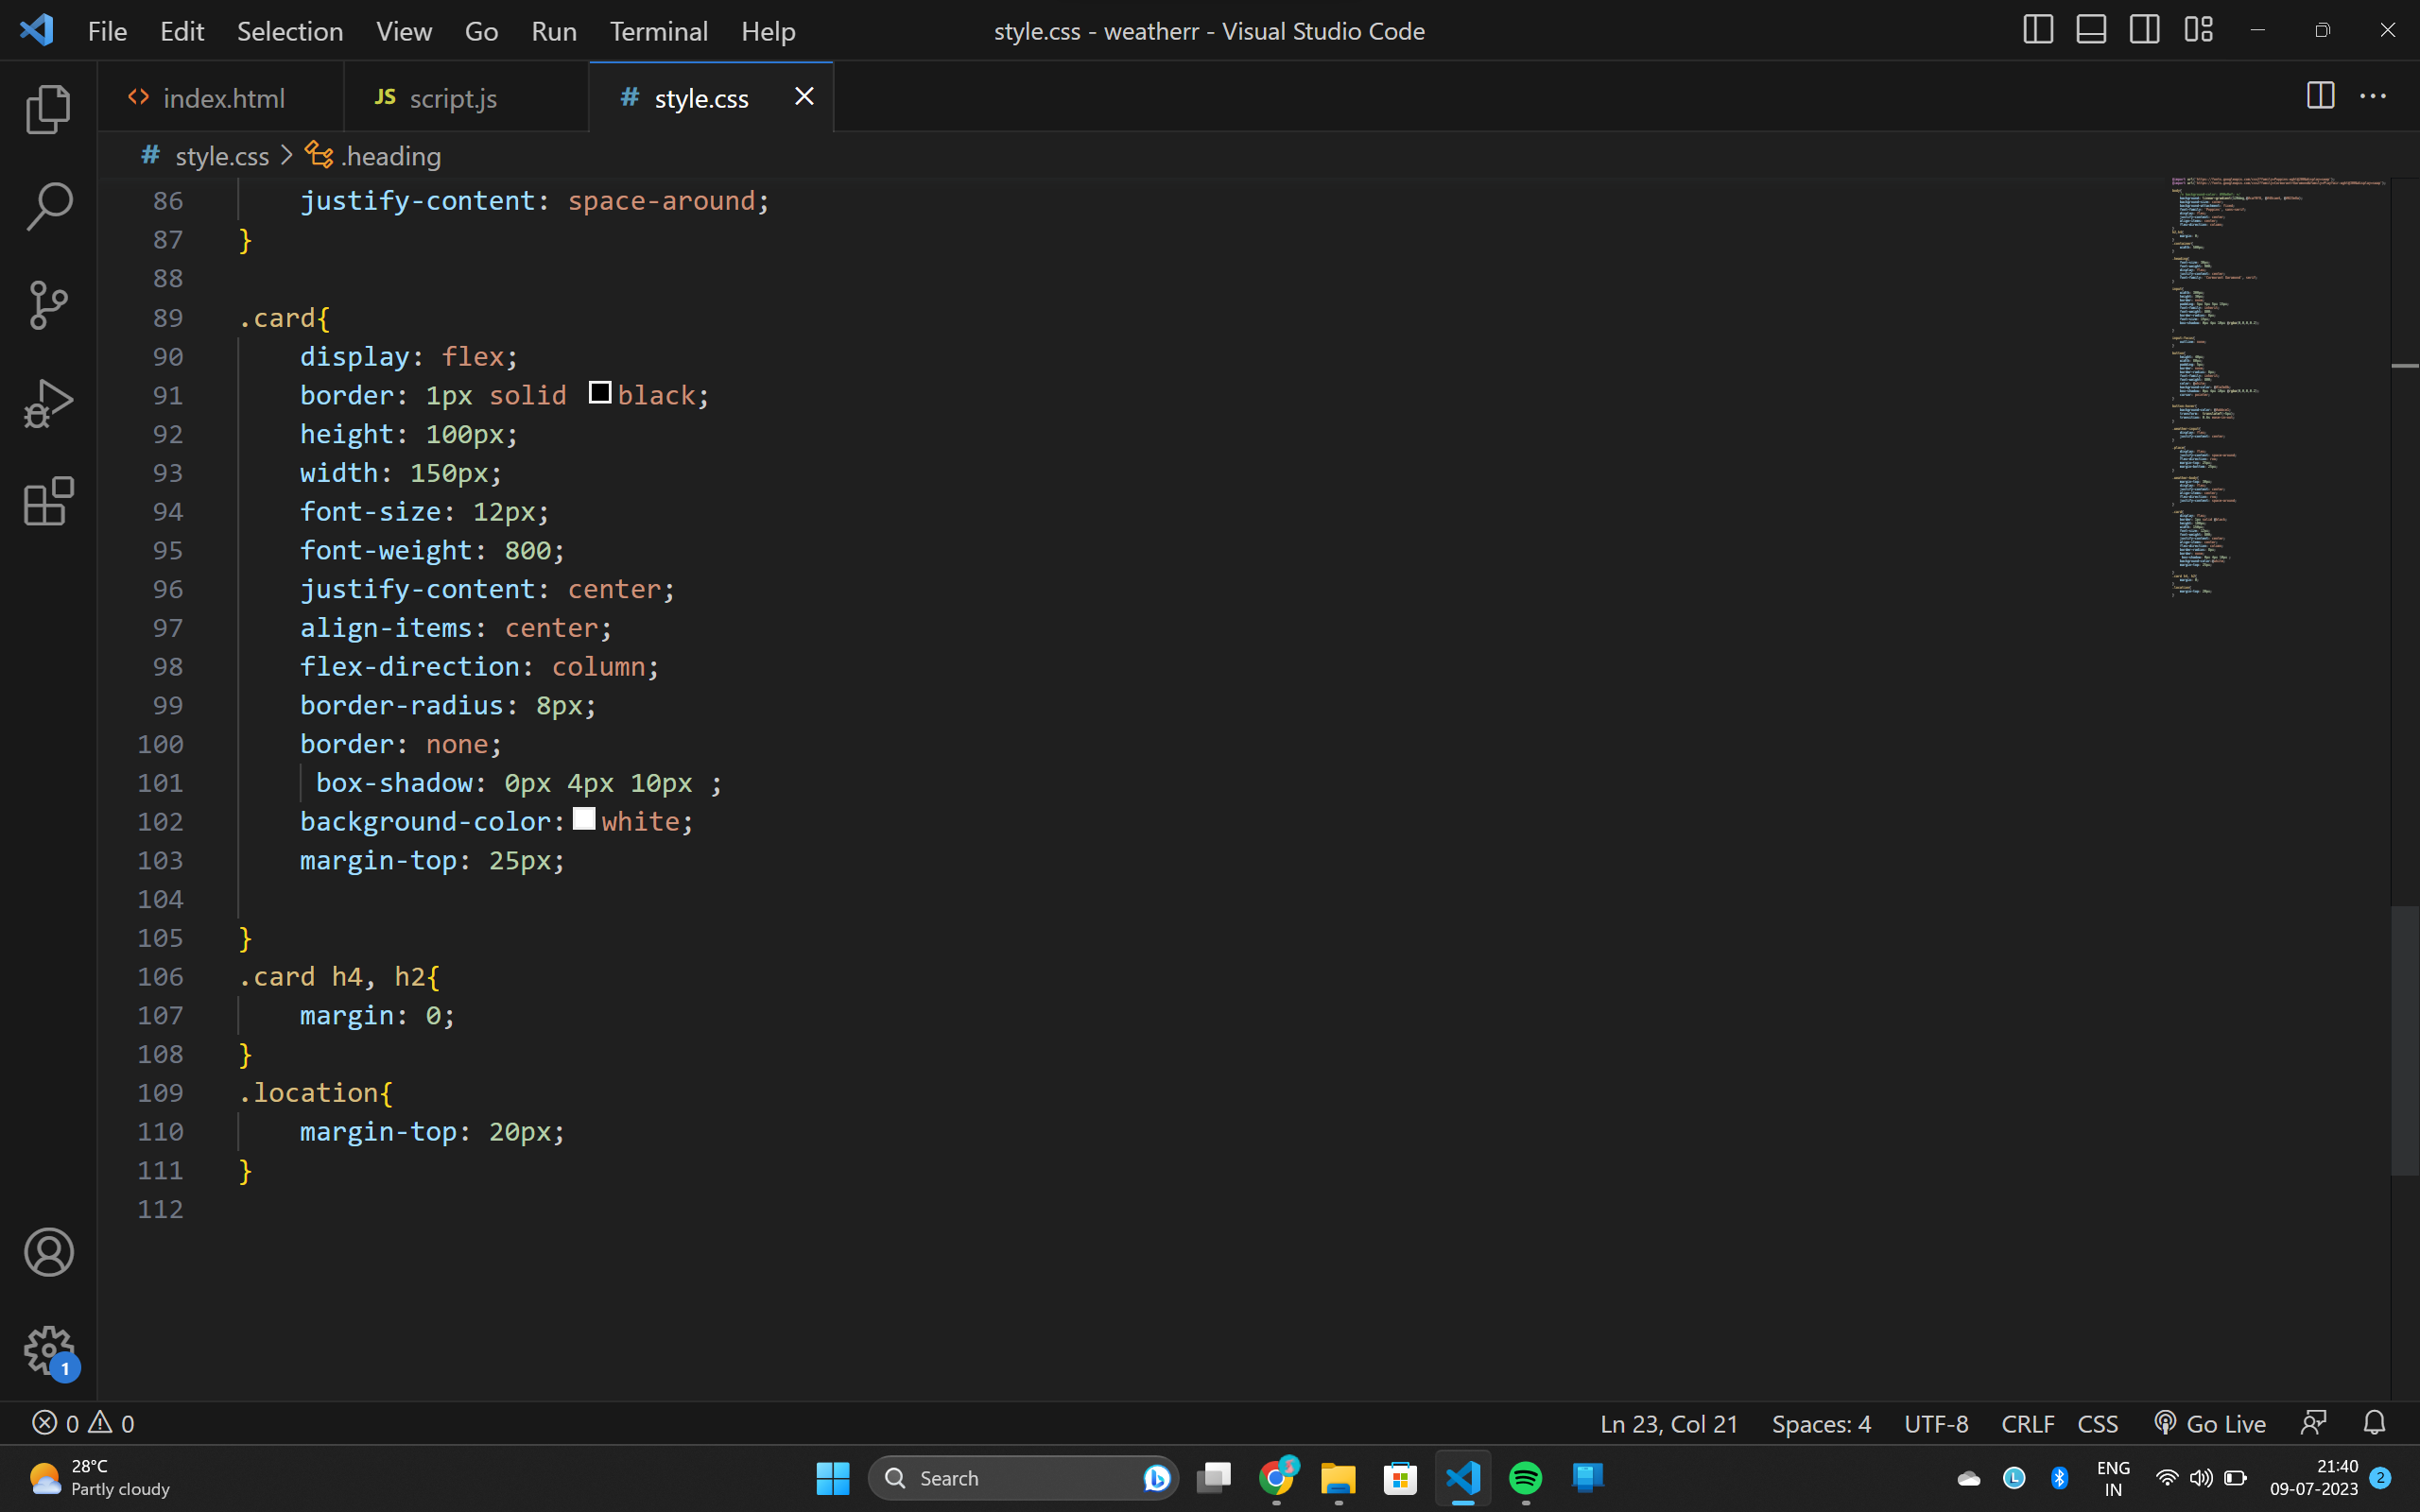 File Edit Selection View Go Run Terminal Help style.css - weatherr - Visual Studio Code
index.html JS script.js # style.css
# style.css > .heading
86 justify-content: space-around;
87 }
88
89 .card{
90 display: flex;
91 border: 1px solid black;
92 height: 100px;
93 width: 150px;
94 font-size: 12px;
95 font-weight: 800;
96 justify-content: center;
97 align-items: center;
98 flex-direction: column;
99 border-radius: 8px;
100 border: none;
101 box-shadow: 0px 4px 10px ;
102 background-color: white;
103 margin-top: 25px;
104
105 }
106 .card h4, h2{
107 margin: 0;
108 }
109 .location{
110 margin-top: 20px;
111 }
112
1
0 0 Ln 23, Col 21 Spaces: 4 UTF-8 CRLF CSS Go Live
28°C
Partly cloudy
Search
ENG
IN
21:40
09-07-2023
2